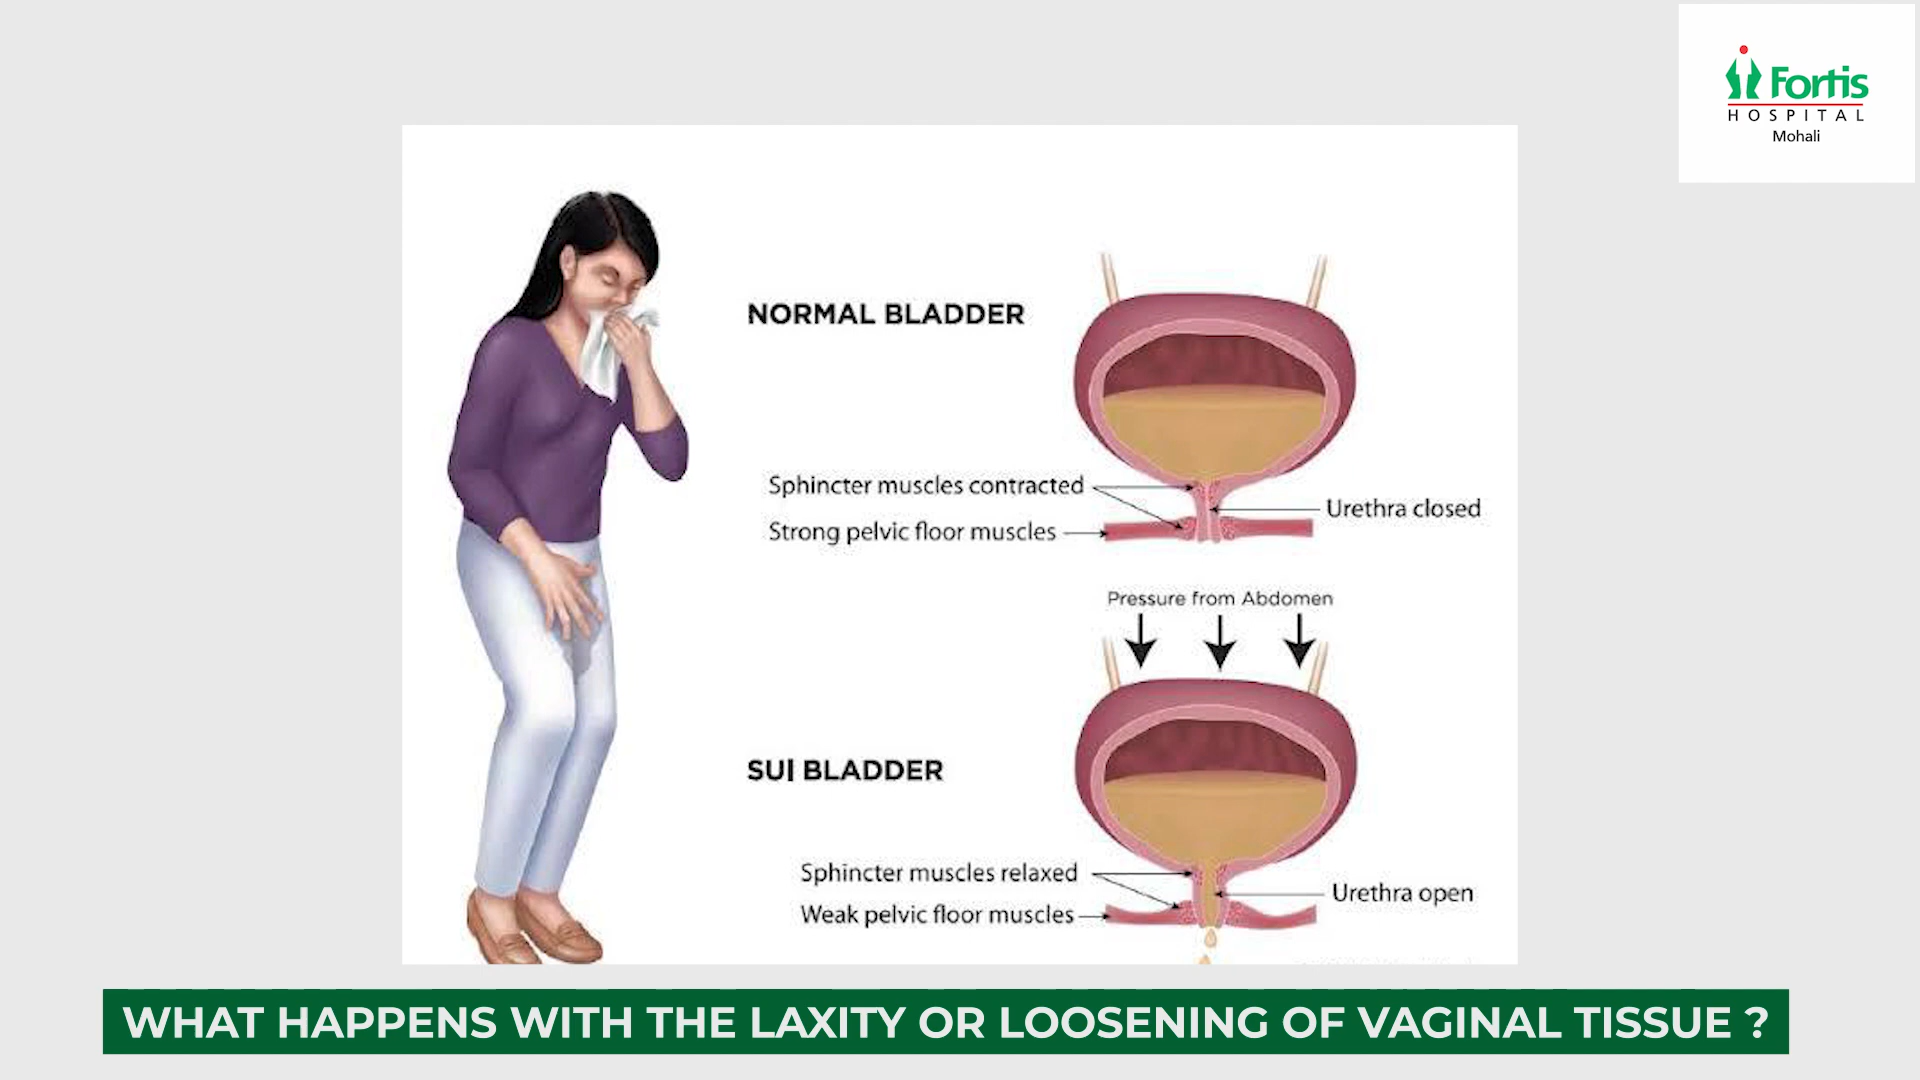 Fortis
HOSPITAL
Mohali
NORMAL BLADDER
Sphincter muscles contracted
Urethra closed
Strong pelvic floor muscles
Pressure from Abdomen
SUI BLADDER
Sphincter muscles relaxed
Urethra open
Weak pelvic floor muscles
WHAT HAPPENS WITH THE LAXITY OR LOOSENING OF VAGINAL TISSUE ?